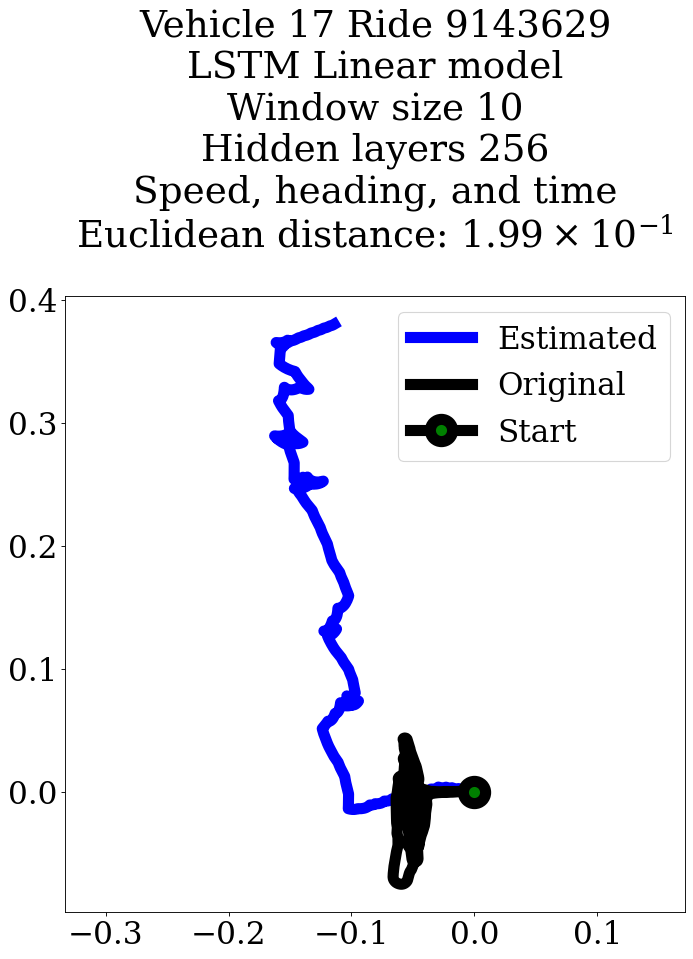 Vehicle 17 Ride 9143629
LSTM Linear model
Window size 10
Hidden layers 256
Speed, heading, and time
Euclidean distance: 1.99 × 10⁻¹
0.4
0.3
0.2
0.1
0.0
Estimated
Original
Start
−0.3 −0.2 −0.1 0.0 0.1